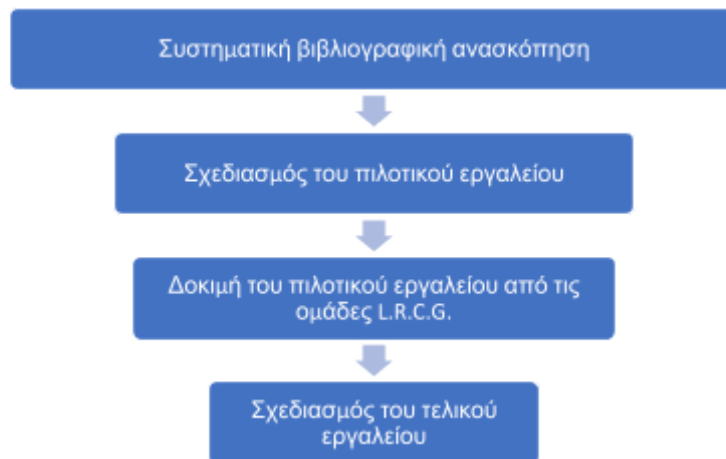 Συστηματική βιβλιογραφική ανασκόπηση
Σχεδιασμός του πιλοτικού εργαλείου
Δοκιμή του πιλοτικού εργαλείου από τις
ομάδες L.R.C.G.
Σχεδιασμός του τελικού
εργαλείου